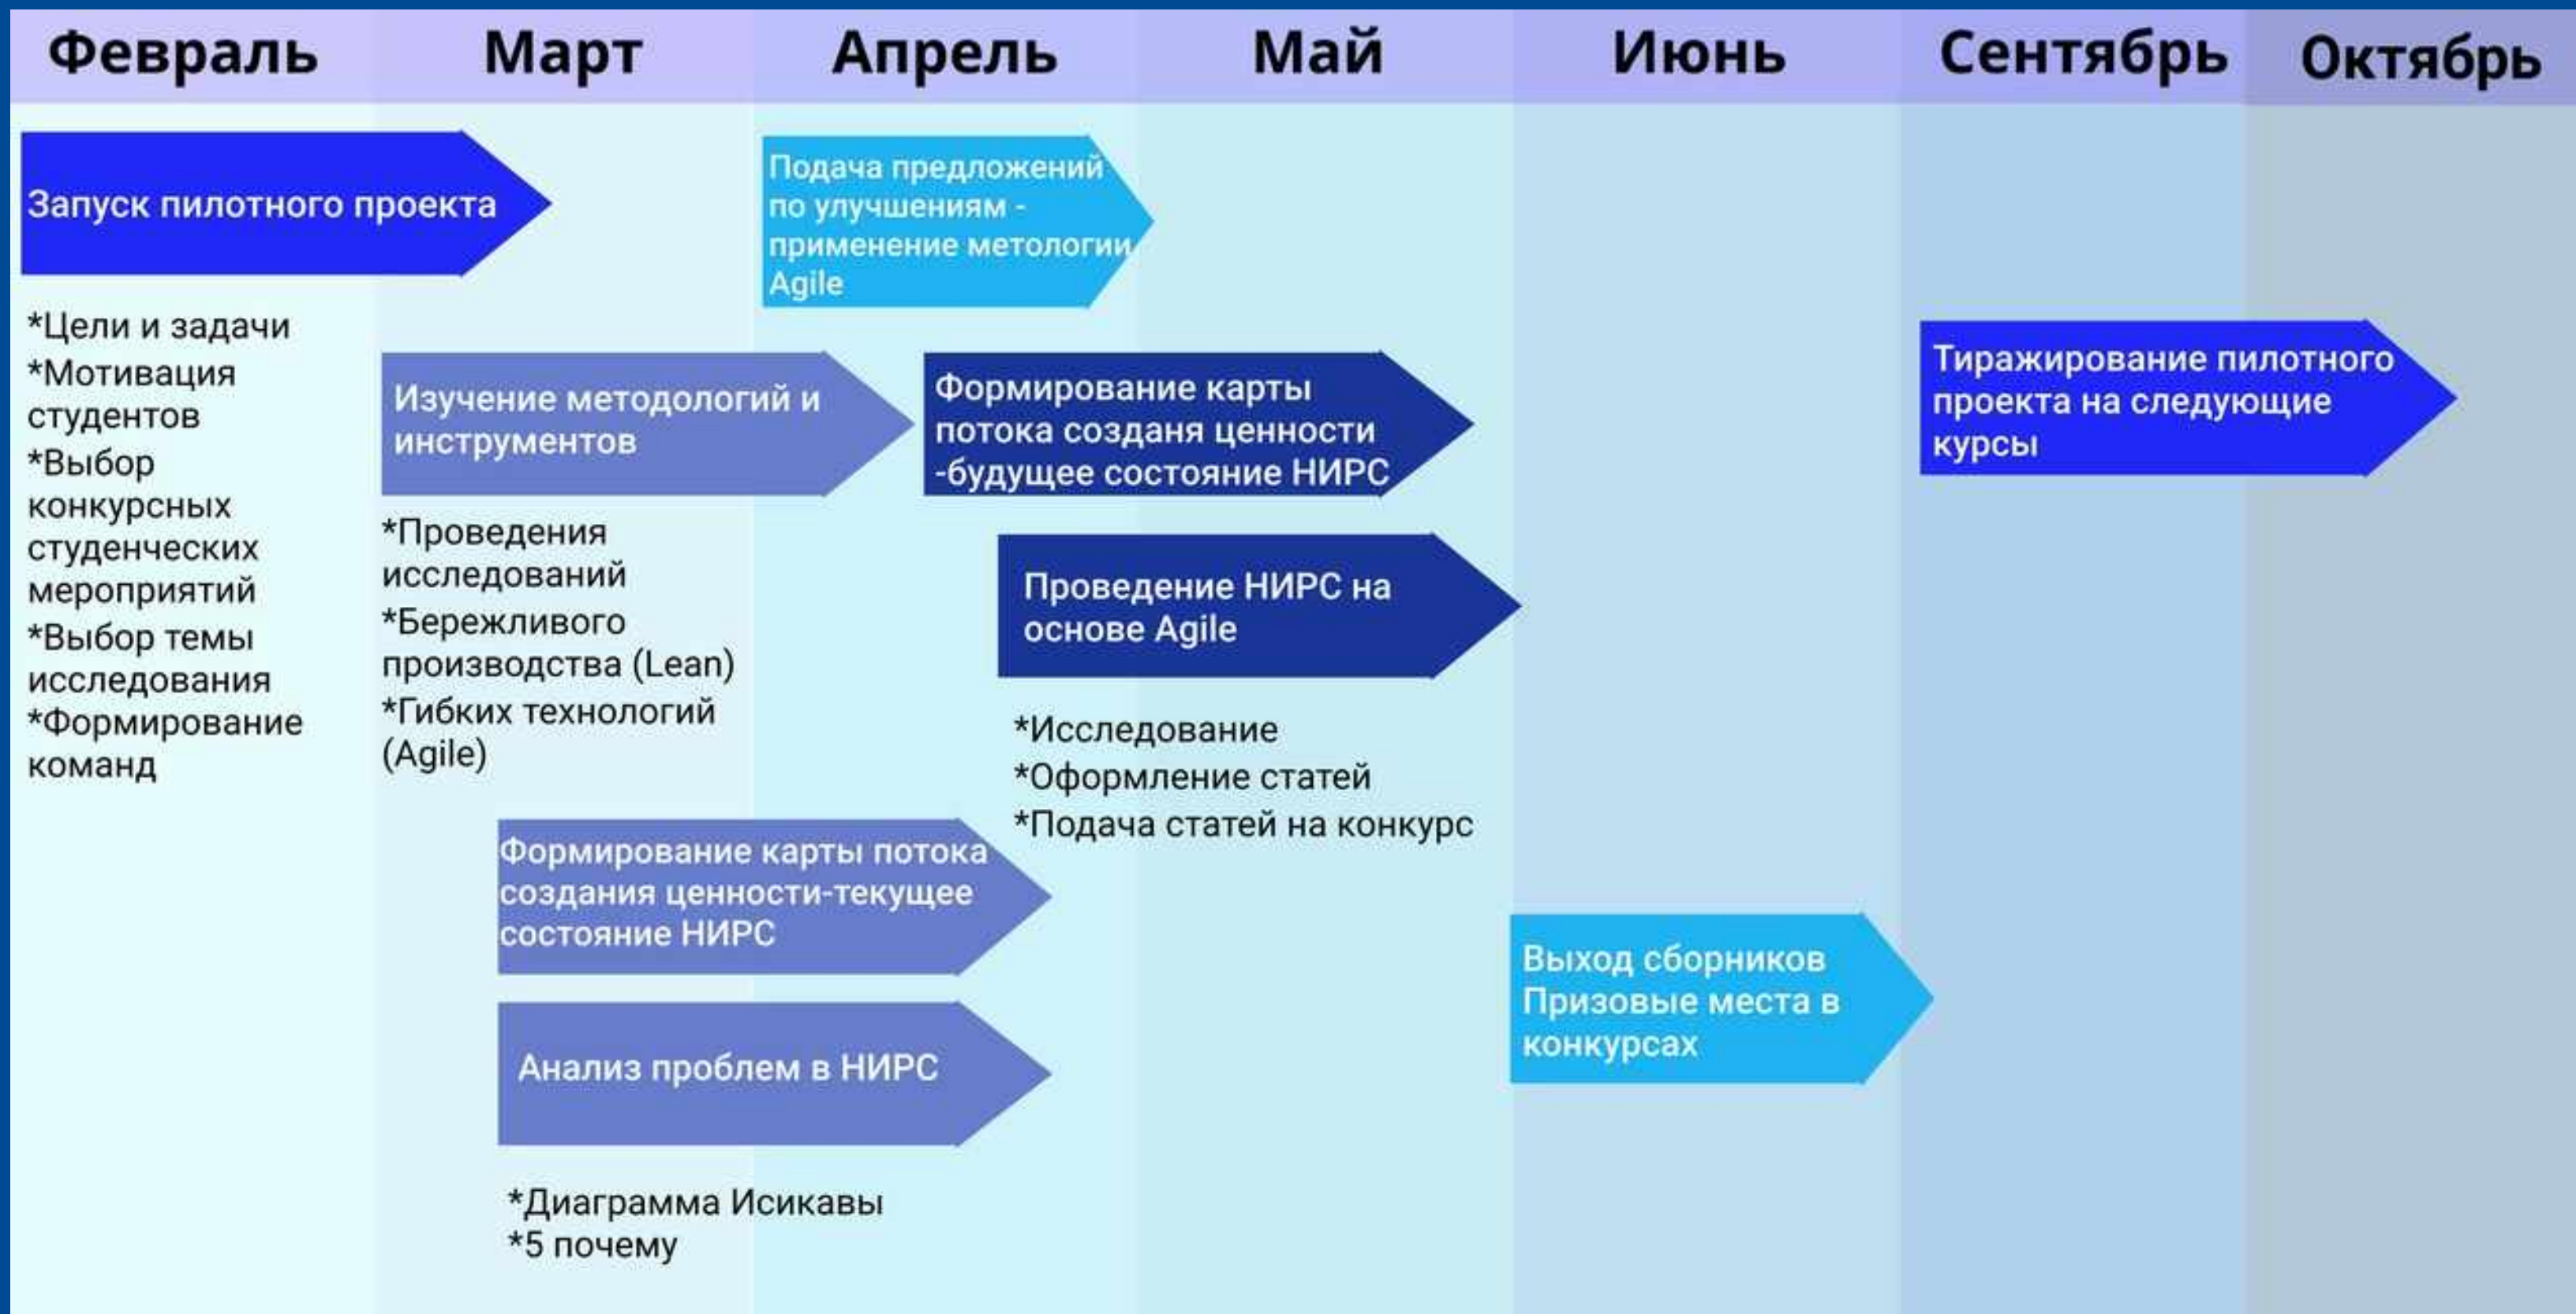 Февраль
Март
Апрель
Май
Июнь
Сентябрь
Октябрь
Запуск пилотного проекта
*Цели и задачи
*Мотивация
студентов
*Выбор
конкурсных
студенческих
мероприятий
*Выбор темы
исследования
*Формирование
команд
Изучение методологий и
инструментов
*Проведения
исследований
*Бережливого
производства (Lean)
*Гибких технологий
(Agile)
Формирование карты потока
создания ценности-текущее
состояние НИРС
Анализ проблем в НИРС
*Диаграмма Исикавы
*5 почему
Подача предложений
по улучшениям -
применение метологии
Agile
Формирование карты
потока созданя ценности
-будущее состояние НИРС
Проведение НИРС на
основе Agile
*Исследование
*Оформление статей
*Подача статей на конкурс
Выход сборников
Призовые места в
конкурсах
Тиражирование пилотного
проекта на следующие
курсы